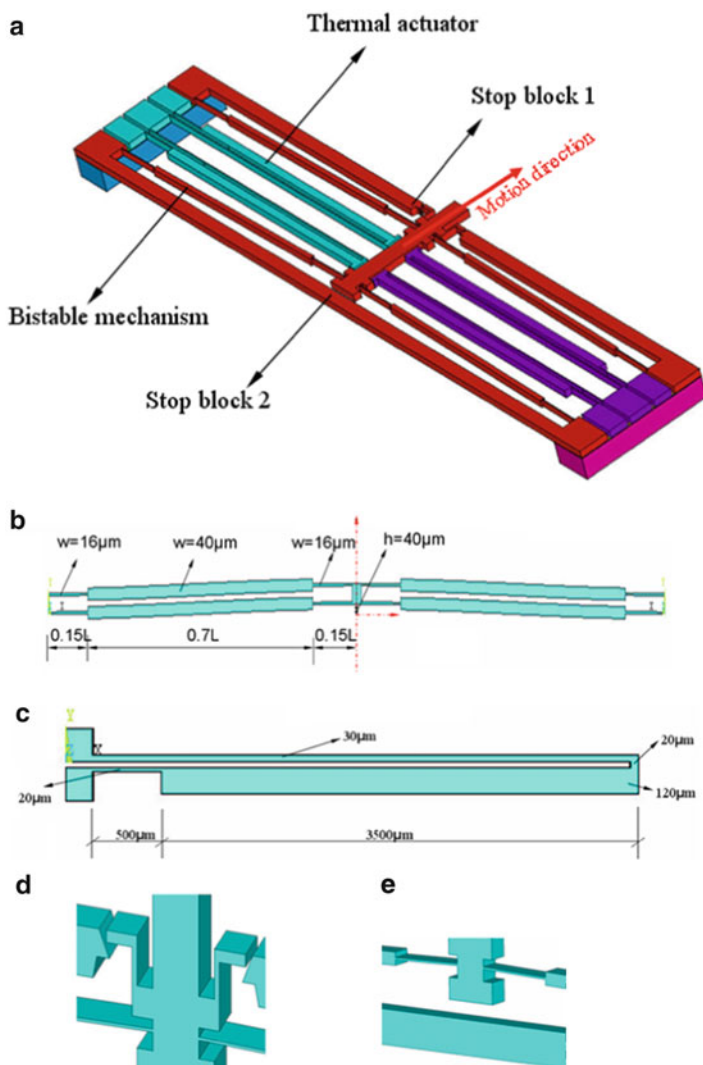 a
Thermal actuator
Stop block 1
Motion direction
Bistable mechanism
Stop block 2
b
w=16μm
w=40μm
w=16μm
h=40μm
0.15L
0.7L
0.15L
c
Y
Z
X
30μm
20μm
20μm
120μm
500μm
3500μm
d
e